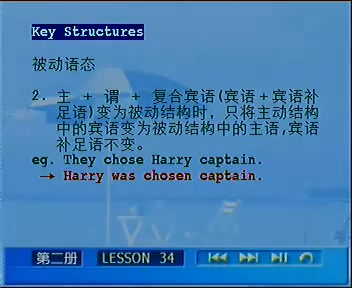 Key Structures
被动语态
2. 主 + 谓 + 复合宾语(宾语+宾语补
足语)变为被动结构时，只将主动结构
中的宾语变为被动结构中的主语,宾语
补足语不变。
eg. They chose Harry captain.
→ Harry was chosen captain.
第二册 LESSON 34